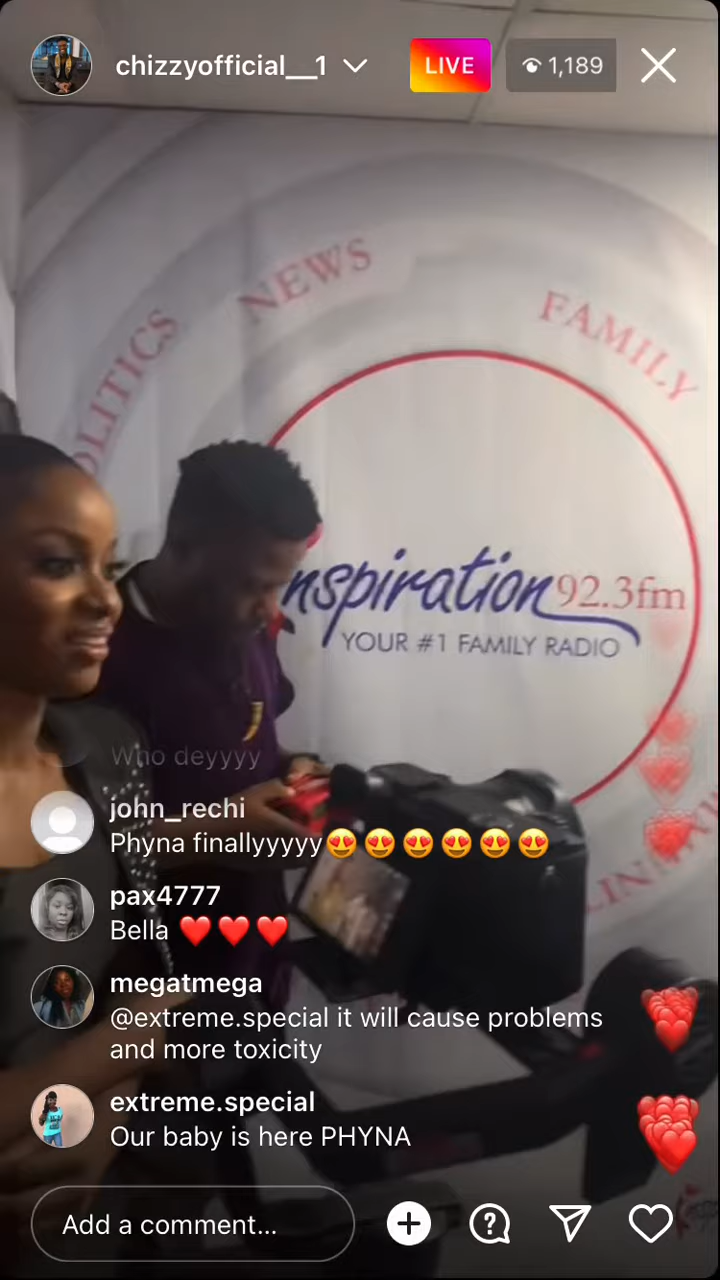 chizzyofficial__1
LIVE
1,189
NEWS
FAMILY
POLITICS
nspiration 92.3fm
YOUR #1 FAMILY RADIO
Who deyyyy
john_rechi
Phyna finallyyyyy😍😍😍😍😍😍
pax4777
Bella ❤️❤️❤️
megatmega
@extreme.special it will cause problems
and more toxicity
extreme.special
Our baby is here PHYNA
Add a comment...